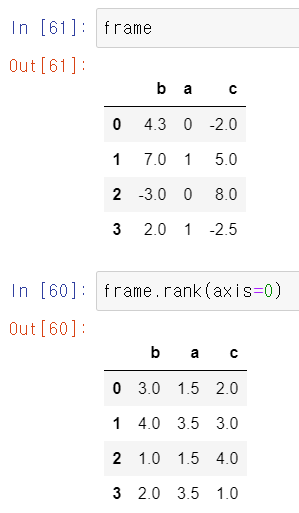 In [61]: frame
Out[61]:
b a c
0 4.3 0 -2.0
1 7.0 1 5.0
2 -3.0 0 8.0
3 2.0 1 -2.5
In [60]: frame.rank(axis=0)
Out[60]:
b a c
0 3.0 1.5 2.0
1 4.0 3.5 3.0
2 1.0 1.5 4.0
3 2.0 3.5 1.0